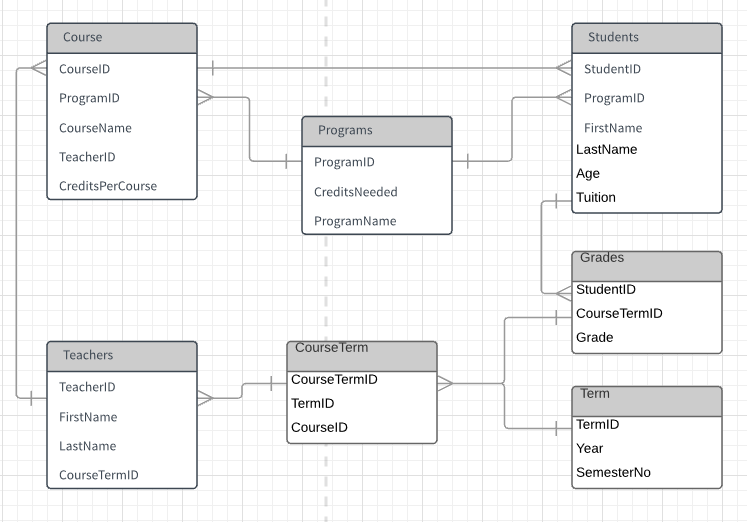 Course
CourseID
ProgramID
CourseName
TeacherID
CreditsPerCourse
Students
StudentID
ProgramID
FirstName
LastName
Age
Tuition
Programs
ProgramID
CreditsNeeded
ProgramName
Grades
StudentID
CourseTermID
Grade
Teachers
TeacherID
FirstName
LastName
CourseTermID
CourseTerm
CourseTermID
TermID
CourseID
Term
TermID
Year
SemesterNo